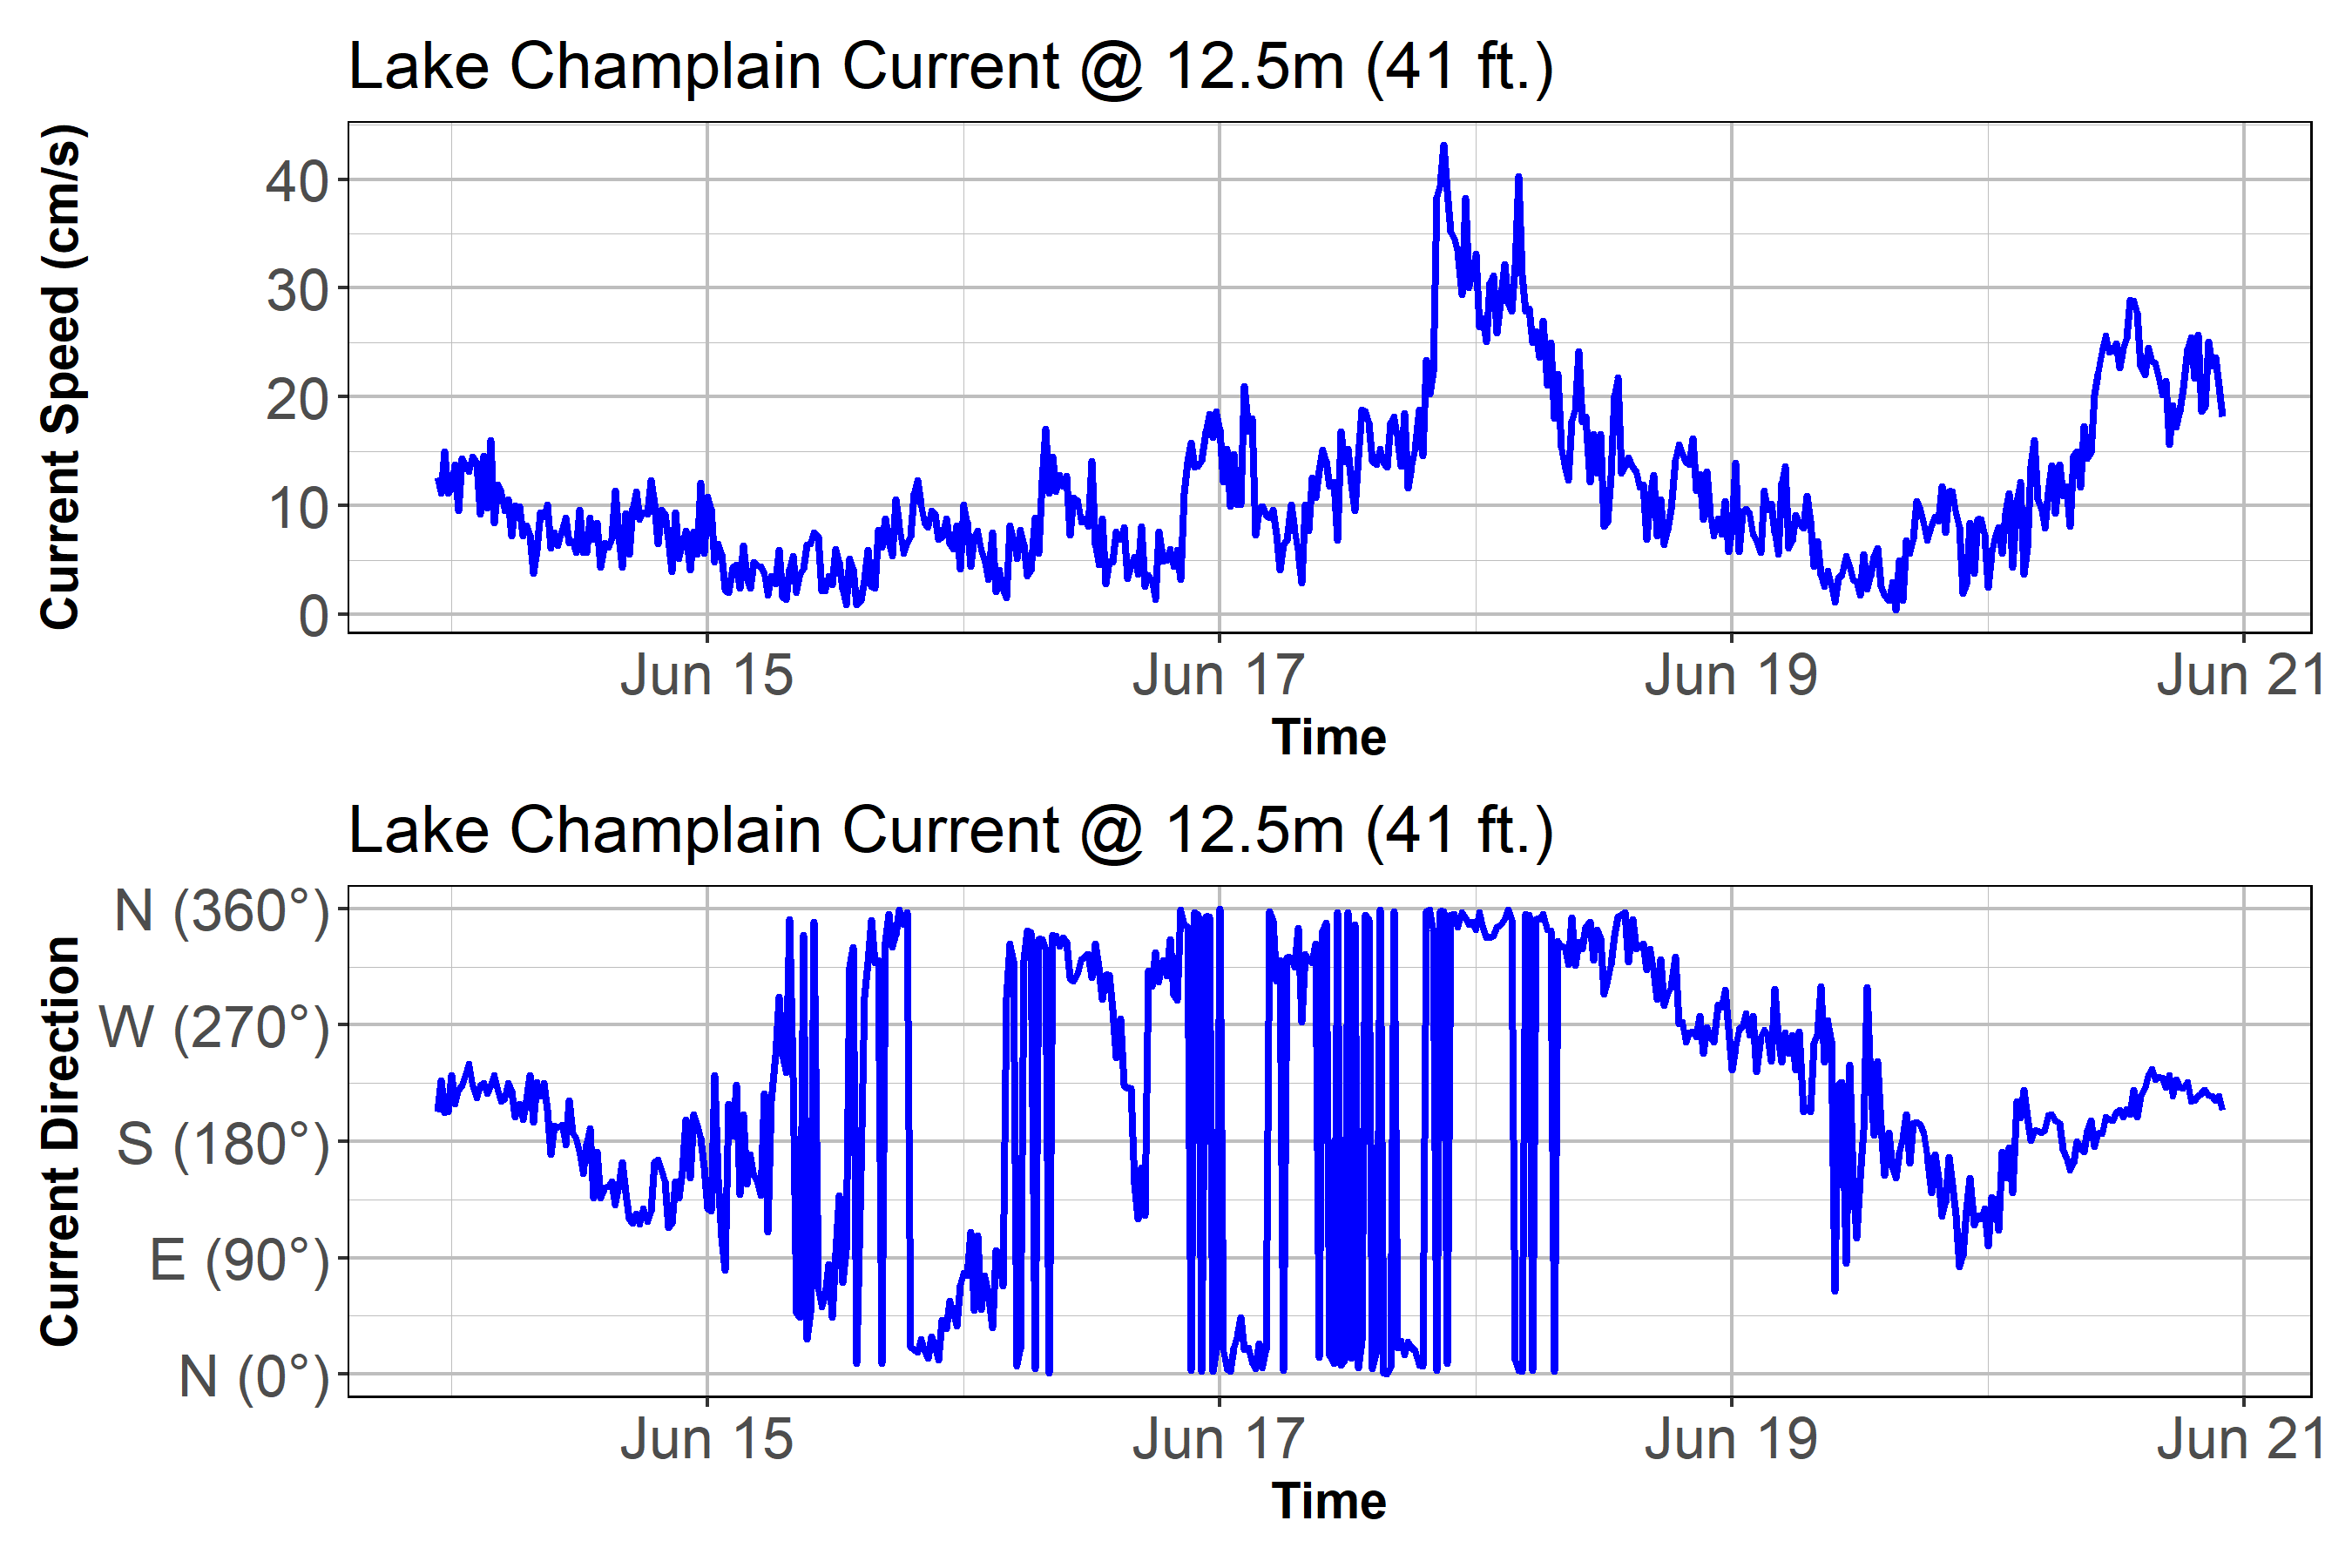 Lake Champlain Current @ 12.5m (41 ft.)
Current Speed (cm/s)
40
30
20
10
0
Jun 15 Jun 17 Jun 19 Jun 21
Time
Lake Champlain Current @ 12.5m (41 ft.)
Current Direction
N (360°)
W (270°)
S (180°)
E (90°)
N (0°)
Jun 15 Jun 17 Jun 19 Jun 21
Time